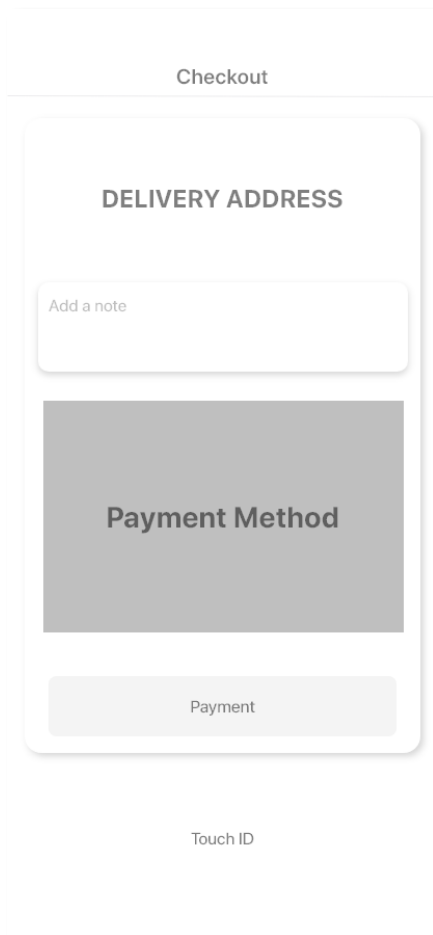 Checkout
DELIVERY ADDRESS
Add a note
Payment Method
Payment
Touch ID